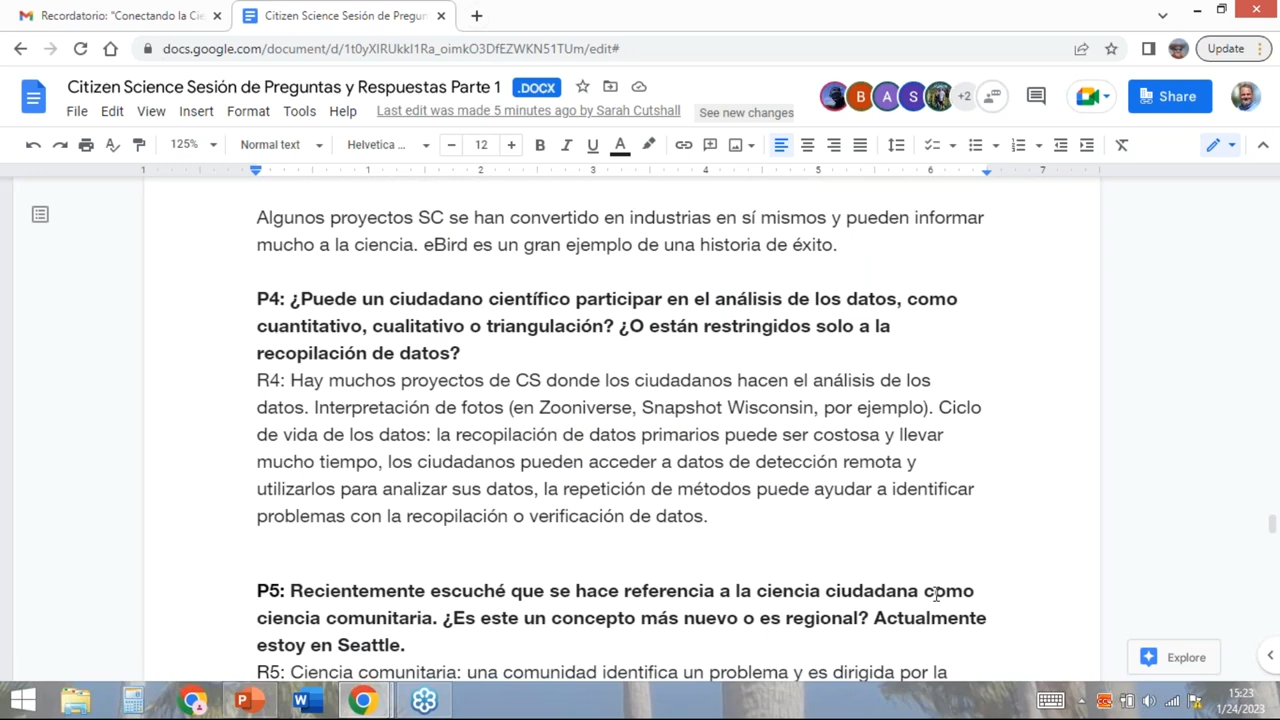 Recordatorio: "Conectando la Cie
Citizen Science Sesión de Pregun
docs.google.com/document/d/1t0yXlRUkkl1Ra_oimkO3DfEZWKN51TUm/edit#
Update
Citizen Science Sesión de Preguntas y Respuestas Parte 1
.DOCX
B A S +2
Share
File Edit View Insert Format Tools Help
Last edit was made 5 minutes ago by Sarah Cutshall
See new changes
125% Normal text Helvetica ... 12
1 1 2 3 4 5 6 7
Algunos proyectos SC se han convertido en industrias en sí mismos y pueden informar
mucho a la ciencia. eBird es un gran ejemplo de una historia de éxito.
P4: ¿Puede un ciudadano científico participar en el análisis de los datos, como
cuantitativo, cualitativo o triangulación? ¿O están restringidos solo a la
recopilación de datos?
R4: Hay muchos proyectos de CS donde los ciudadanos hacen el análisis de los
datos. Interpretación de fotos (en Zooniverse, Snapshot Wisconsin, por ejemplo). Ciclo
de vida de los datos: la recopilación de datos primarios puede ser costosa y llevar
mucho tiempo, los ciudadanos pueden acceder a datos de detección remota y
utilizarlos para analizar sus datos, la repetición de métodos puede ayudar a identificar
problemas con la recopilación o verificación de datos.
P5: Recientemente escuché que se hace referencia a la ciencia ciudadana como
ciencia comunitaria. ¿Es este un concepto más nuevo o es regional? Actualmente
estoy en Seattle.
R5: Ciencia comunitaria: una comunidad identifica un problema y es dirigida por la
Explore
15:23
1/24/2023